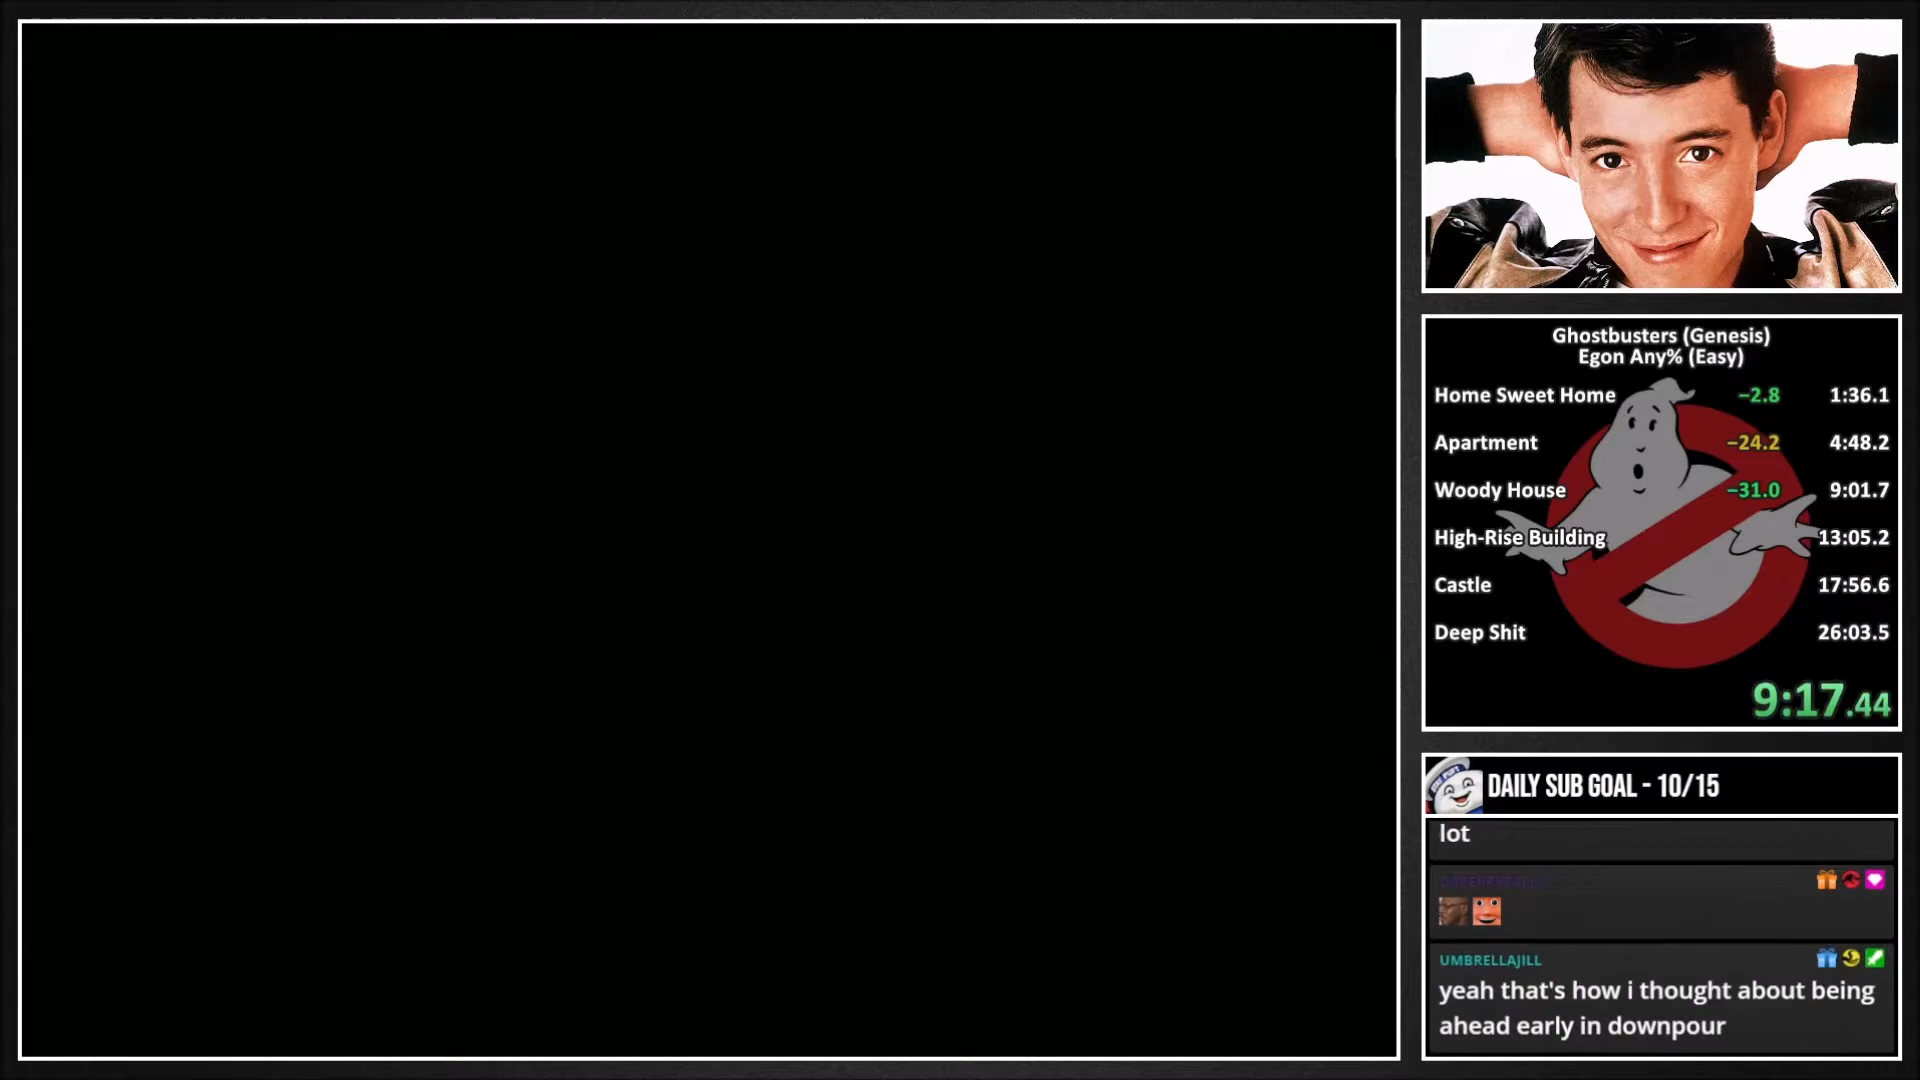 Ghostbusters (Genesis)
Egon Any% (Easy)
Home Sweet Home −2.8 1:36.1
Apartment −24.2 4:48.2
Woody House −31.0 9:01.7
High-Rise Building 13:05.2
Castle 17:56.6
Deep Shit 26:03.5
9:17.44
DAILY SUB GOAL - 10/15
lot
UMBRELLAJILL
yeah that's how i thought about being
ahead early in downpour